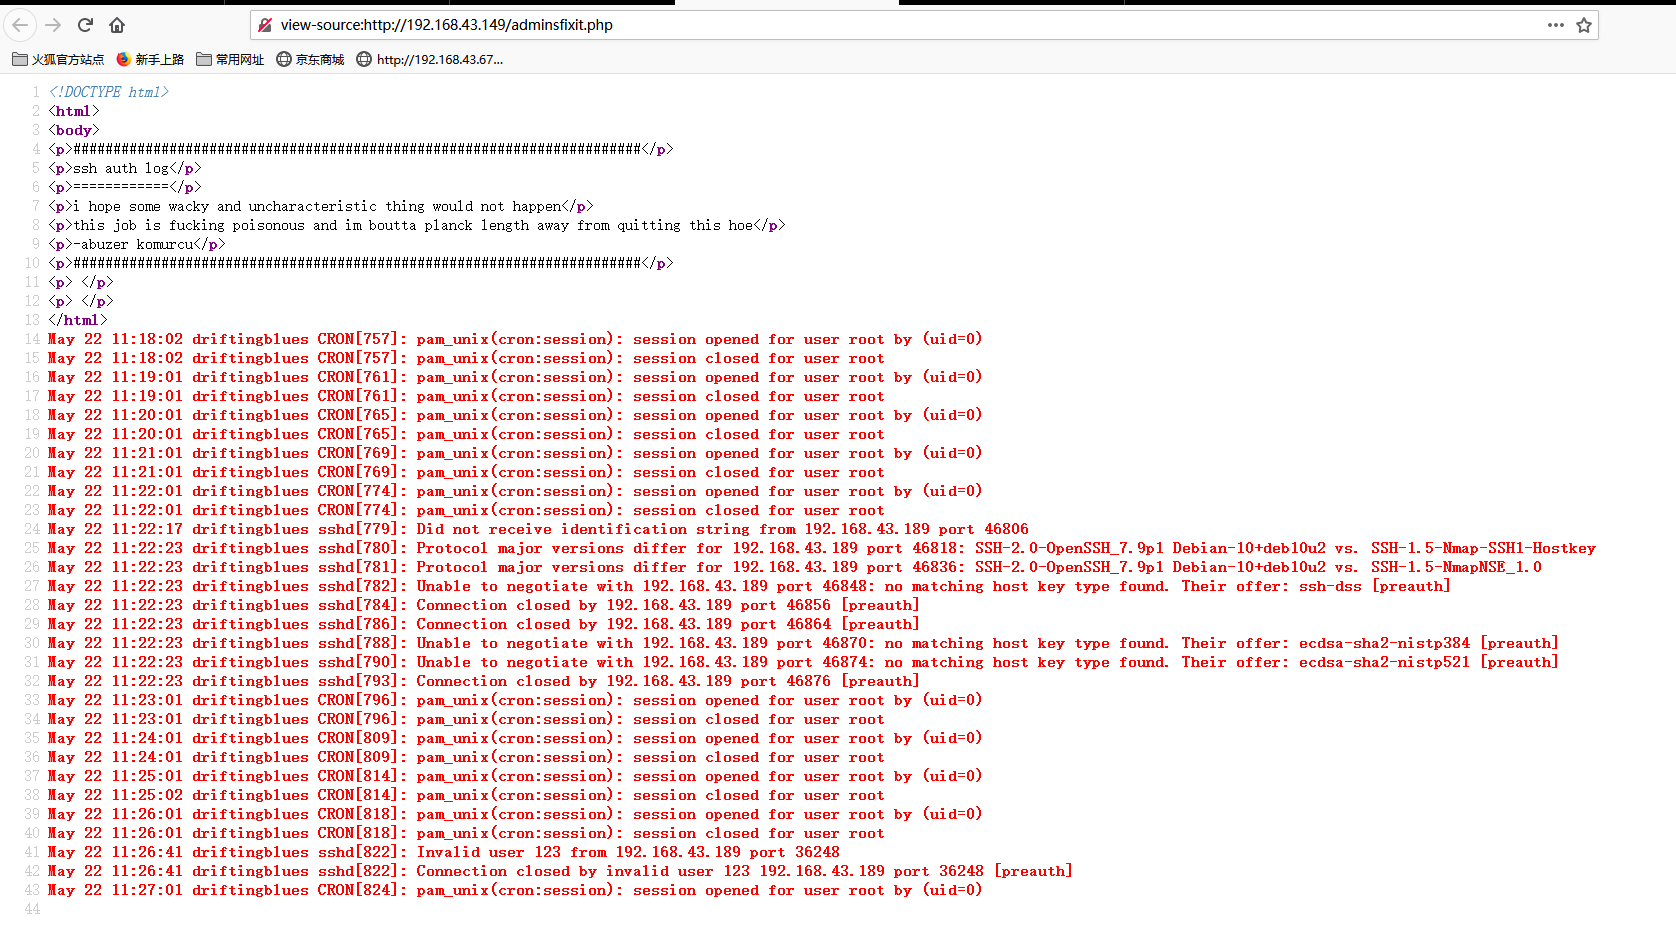 view-source:http://192.168.43.149/adminsfixit.php
火狐官方站点 新手上路 常用网址 京东商城 http://192.168.43.67...
1 <!DOCTYPE html>
2 <html>
3 <body>
4 <p>##########################################################################</p>
5 <p>ssh auth log</p>
6 <p>============</p>
7 <p>i hope some wacky and uncharacteristic thing would not happen</p>
8 <p>this job is fucking poisonous and im boutta planck length away from quitting this hoe</p>
9 <p>-abuzer komurcu</p>
10 <p>##########################################################################</p>
11 <p> </p>
12 <p> </p>
13 </html>
14 May 22 11:18:02 driftingblues CRON[757]: pam_unix(cron:session): session opened for user root by (uid=0)
15 May 22 11:18:02 driftingblues CRON[757]: pam_unix(cron:session): session closed for user root
16 May 22 11:19:01 driftingblues CRON[761]: pam_unix(cron:session): session opened for user root by (uid=0)
17 May 22 11:19:01 driftingblues CRON[761]: pam_unix(cron:session): session closed for user root
18 May 22 11:20:01 driftingblues CRON[765]: pam_unix(cron:session): session opened for user root by (uid=0)
19 May 22 11:20:01 driftingblues CRON[765]: pam_unix(cron:session): session closed for user root
20 May 22 11:21:01 driftingblues CRON[769]: pam_unix(cron:session): session opened for user root by (uid=0)
21 May 22 11:21:01 driftingblues CRON[769]: pam_unix(cron:session): session closed for user root
22 May 22 11:22:01 driftingblues CRON[774]: pam_unix(cron:session): session opened for user root by (uid=0)
23 May 22 11:22:01 driftingblues CRON[774]: pam_unix(cron:session): session closed for user root
24 May 22 11:22:17 driftingblues sshd[779]: Did not receive identification string from 192.168.43.189 port 46806
25 May 22 11:22:23 driftingblues sshd[780]: Protocol major versions differ for 192.168.43.189 port 46818: SSH-2.0-OpenSSH_7.9p1 Debian-10+deb10u2 vs. SSH-1.5-Nmap-SSH1-Hostkey
26 May 22 11:22:23 driftingblues sshd[781]: Protocol major versions differ for 192.168.43.189 port 46836: SSH-2.0-OpenSSH_7.9p1 Debian-10+deb10u2 vs. SSH-1.5-NmapNSE_1.0
27 May 22 11:22:23 driftingblues sshd[782]: Unable to negotiate with 192.168.43.189 port 46848: no matching host key type found. Their offer: ssh-dss [preauth]
28 May 22 11:22:23 driftingblues sshd[784]: Connection closed by 192.168.43.189 port 46856 [preauth]
29 May 22 11:22:23 driftingblues sshd[786]: Connection closed by 192.168.43.189 port 46864 [preauth]
30 May 22 11:22:23 driftingblues sshd[788]: Unable to negotiate with 192.168.43.189 port 46870: no matching host key type found. Their offer: ecdsa-sha2-nistp384 [preauth]
31 May 22 11:22:23 driftingblues sshd[790]: Unable to negotiate with 192.168.43.189 port 46874: no matching host key type found. Their offer: ecdsa-sha2-nistp521 [preauth]
32 May 22 11:22:23 driftingblues sshd[793]: Connection closed by 192.168.43.189 port 46876 [preauth]
33 May 22 11:23:01 driftingblues CRON[796]: pam_unix(cron:session): session opened for user root by (uid=0)
34 May 22 11:23:01 driftingblues CRON[796]: pam_unix(cron:session): session closed for user root
35 May 22 11:24:01 driftingblues CRON[809]: pam_unix(cron:session): session opened for user root by (uid=0)
36 May 22 11:24:01 driftingblues CRON[809]: pam_unix(cron:session): session closed for user root
37 May 22 11:25:01 driftingblues CRON[814]: pam_unix(cron:session): session opened for user root by (uid=0)
38 May 22 11:25:02 driftingblues CRON[814]: pam_unix(cron:session): session closed for user root
39 May 22 11:26:01 driftingblues CRON[818]: pam_unix(cron:session): session opened for user root by (uid=0)
40 May 22 11:26:01 driftingblues CRON[818]: pam_unix(cron:session): session closed for user root
41 May 22 11:26:41 driftingblues sshd[822]: Invalid user 123 from 192.168.43.189 port 36248
42 May 22 11:26:41 driftingblues sshd[822]: Connection closed by invalid user 123 192.168.43.189 port 36248 [preauth]
43 May 22 11:27:01 driftingblues CRON[824]: pam_unix(cron:session): session opened for user root by (uid=0)
44